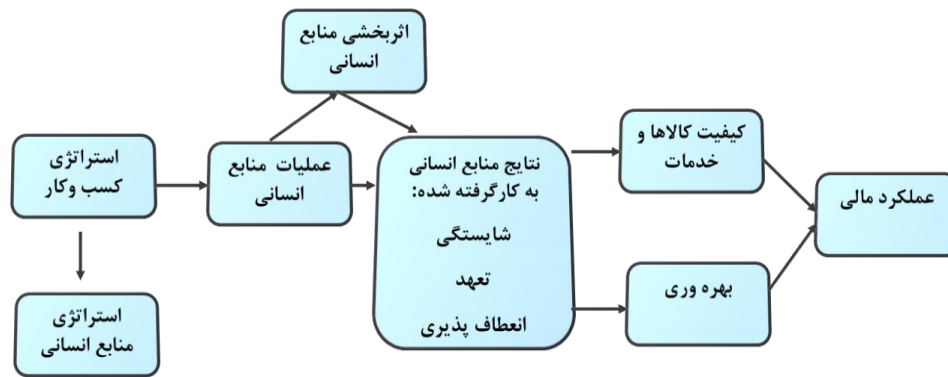 اثربخشی منابع
انسانی
استراتژی
کسب وکار
عملیات منابع
انسانی
نتایج منابع انسانی
به کارگرفته شده:
شایستگی
تعهد
انعطاف پذیری
کیفیت کالاها و
خدمات
عملکرد مالی
بهره وری
استراتژی
منابع انسانی